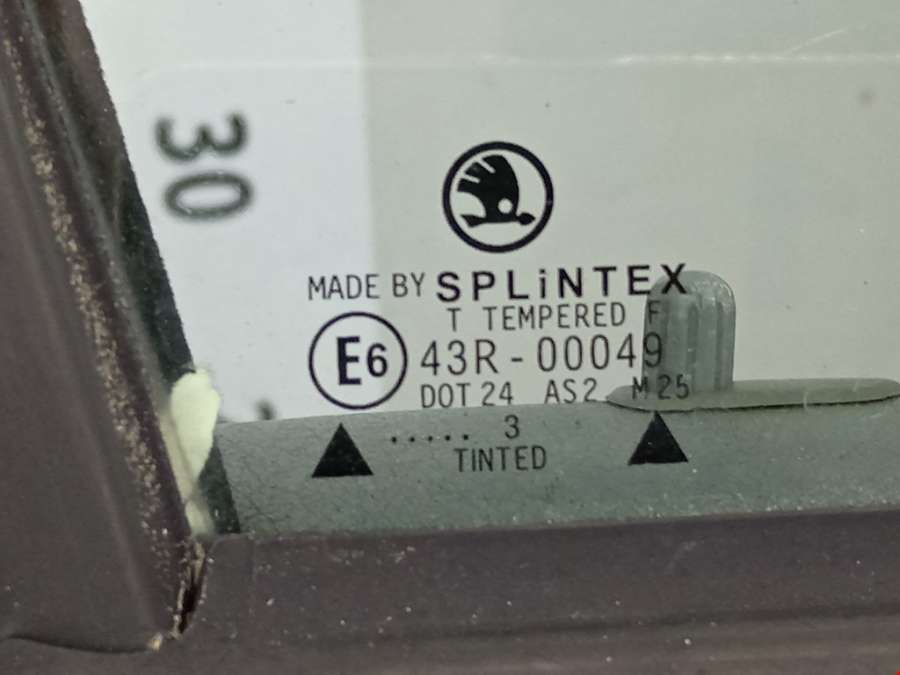 30
MADE BY SPLiNTEX
T TEMPERED F
E6 43R - 00049
DOT 24 AS2 M25
..... 3
TINTED